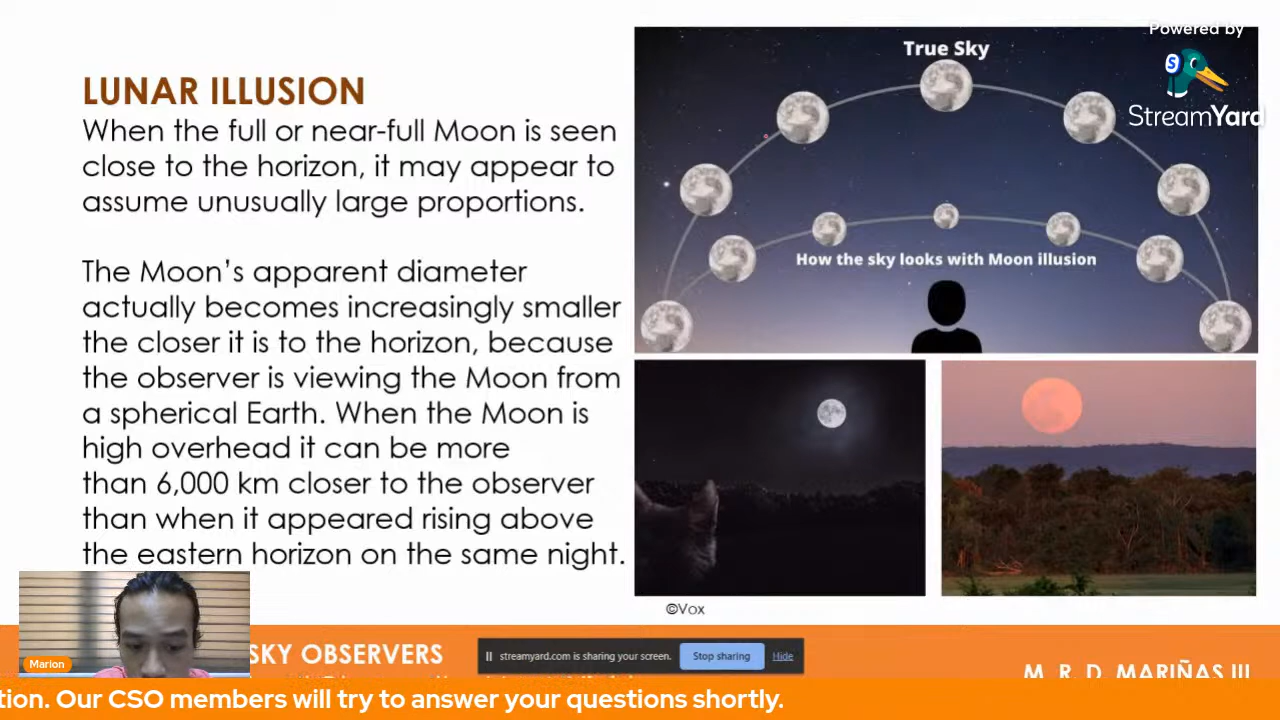 Powered by
StreamYard
LUNAR ILLUSION
When the full or near-full Moon is seen
close to the horizon, it may appear to
assume unusually large proportions.
The Moon's apparent diameter
actually becomes increasingly smaller
the closer it is to the horizon, because
the observer is viewing the Moon from
a spherical Earth. When the Moon is
high overhead it can be more
than 6,000 km closer to the observer
than when it appeared rising above
the eastern horizon on the same night.
True Sky
How the sky looks with Moon illusion
©Vox
Marion
SKY OBSERVERS
streamyard.com is sharing your screen.
Stop sharing
Hide
M. R. D. MARIÑAS III
tion. Our CSO members will try to answer your questions shortly.